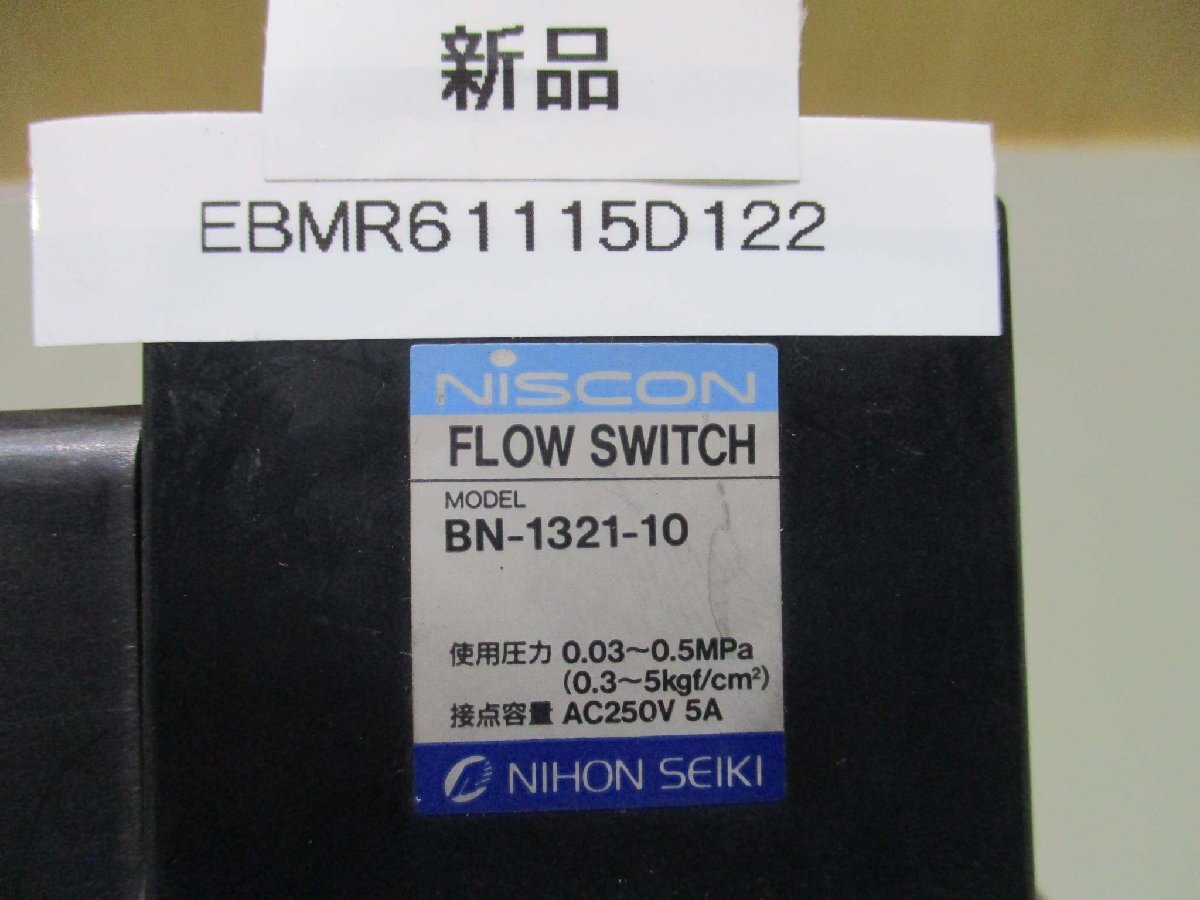 新品
EBMR61115D122
NiSCON
FLOW SWITCH
MODEL
BN-1321-10
使用圧力 0.03～0.5MPa
(0.3～5kgf/cm²)
接点容量 AC250V 5A
NIHON SEIKI